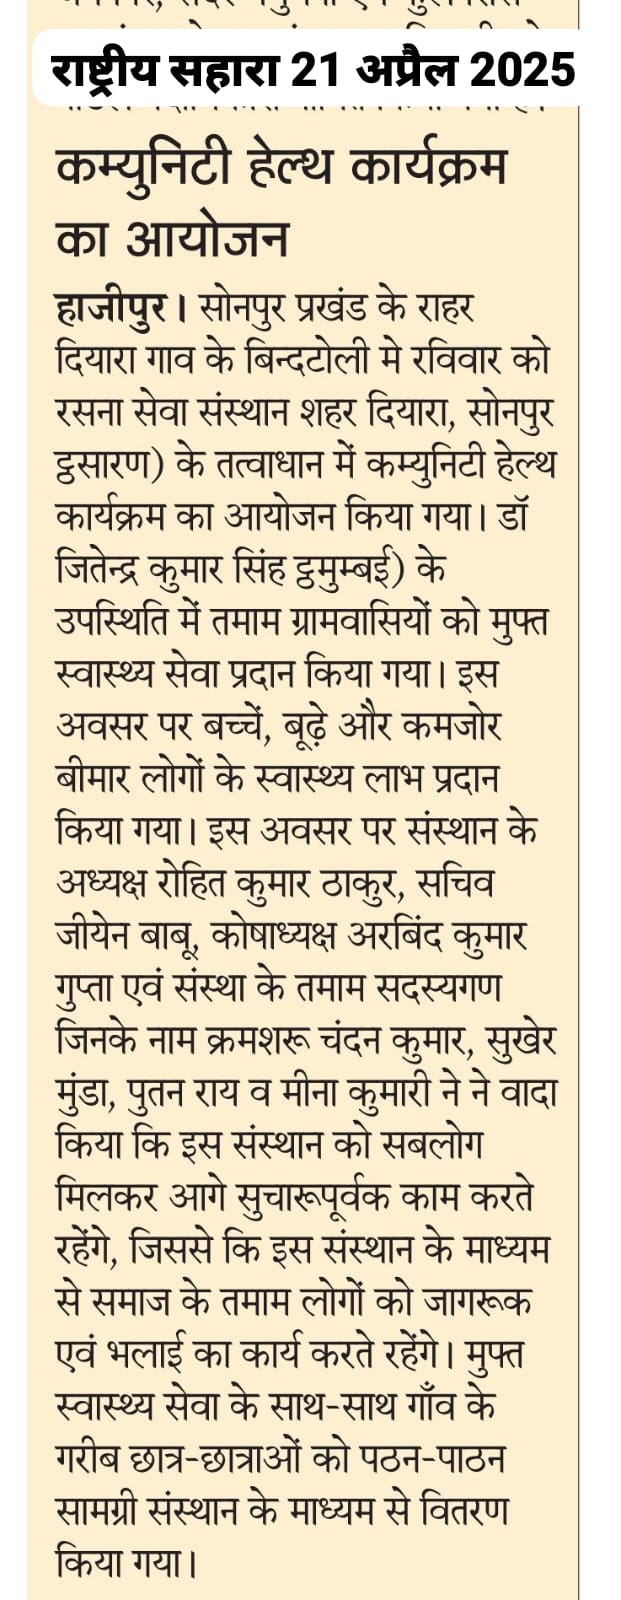 राष्ट्रीय सहारा 21 अप्रैल 2025
कम्युनिटी हेल्थ कार्यक्रम
का आयोजन
हाजीपुर। सोनपुर प्रखंड के राहर
दियारा गाव के बिन्दटोली मे रविवार को
रसना सेवा संस्थान शहर दियारा, सोनपुर
ट्ठसारण) के तत्वाधान में कम्युनिटी हेल्थ
कार्यक्रम का आयोजन किया गया। डॉ
जितेन्द्र कुमार सिंह ट्ठमुम्बई) के
उपस्थिति में तमाम ग्रामवासियों को मुफ्त
स्वास्थ्य सेवा प्रदान किया गया। इस
अवसर पर बच्चें, बूढ़े और कमजोर
बीमार लोगों के स्वास्थ्य लाभ प्रदान
किया गया। इस अवसर पर संस्थान के
अध्यक्ष रोहित कुमार ठाकुर, सचिव
जीयेन बाबू, कोषाध्यक्ष अरबिंद कुमार
गुप्ता एवं संस्था के तमाम सदस्यगण
जिनके नाम क्रमशरू चंदन कुमार, सुखेर
मुंडा, पुतन राय व मीना कुमारी ने ने वादा
किया कि इस संस्थान को सबलोग
मिलकर आगे सुचारूपूर्वक काम करते
रहेंगे, जिससे कि इस संस्थान के माध्यम
से समाज के तमाम लोगों को जागरूक
एवं भलाई का कार्य करते रहेंगे। मुफ्त
स्वास्थ्य सेवा के साथ-साथ गाँव के
गरीब छात्र-छात्राओं को पठन-पाठन
सामग्री संस्थान के माध्यम से वितरण
किया गया।